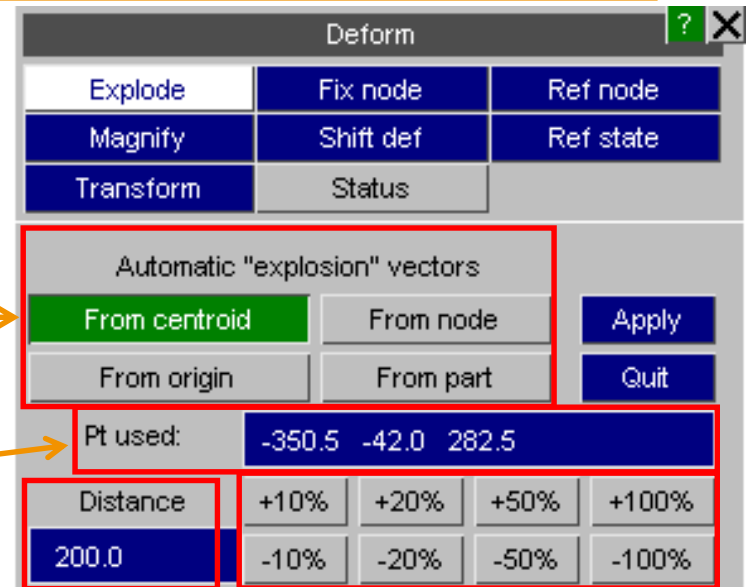 Deform ? X
Explode Fix node Ref node
Magnify Shift def Ref state
Transform Status
Automatic "explosion" vectors
From centroid From node Apply
From origin From part Quit
Pt used: -350.5 -42.0 282.5
Distance +10% +20% +50% +100%
200.0 -10% -20% -50% -100%